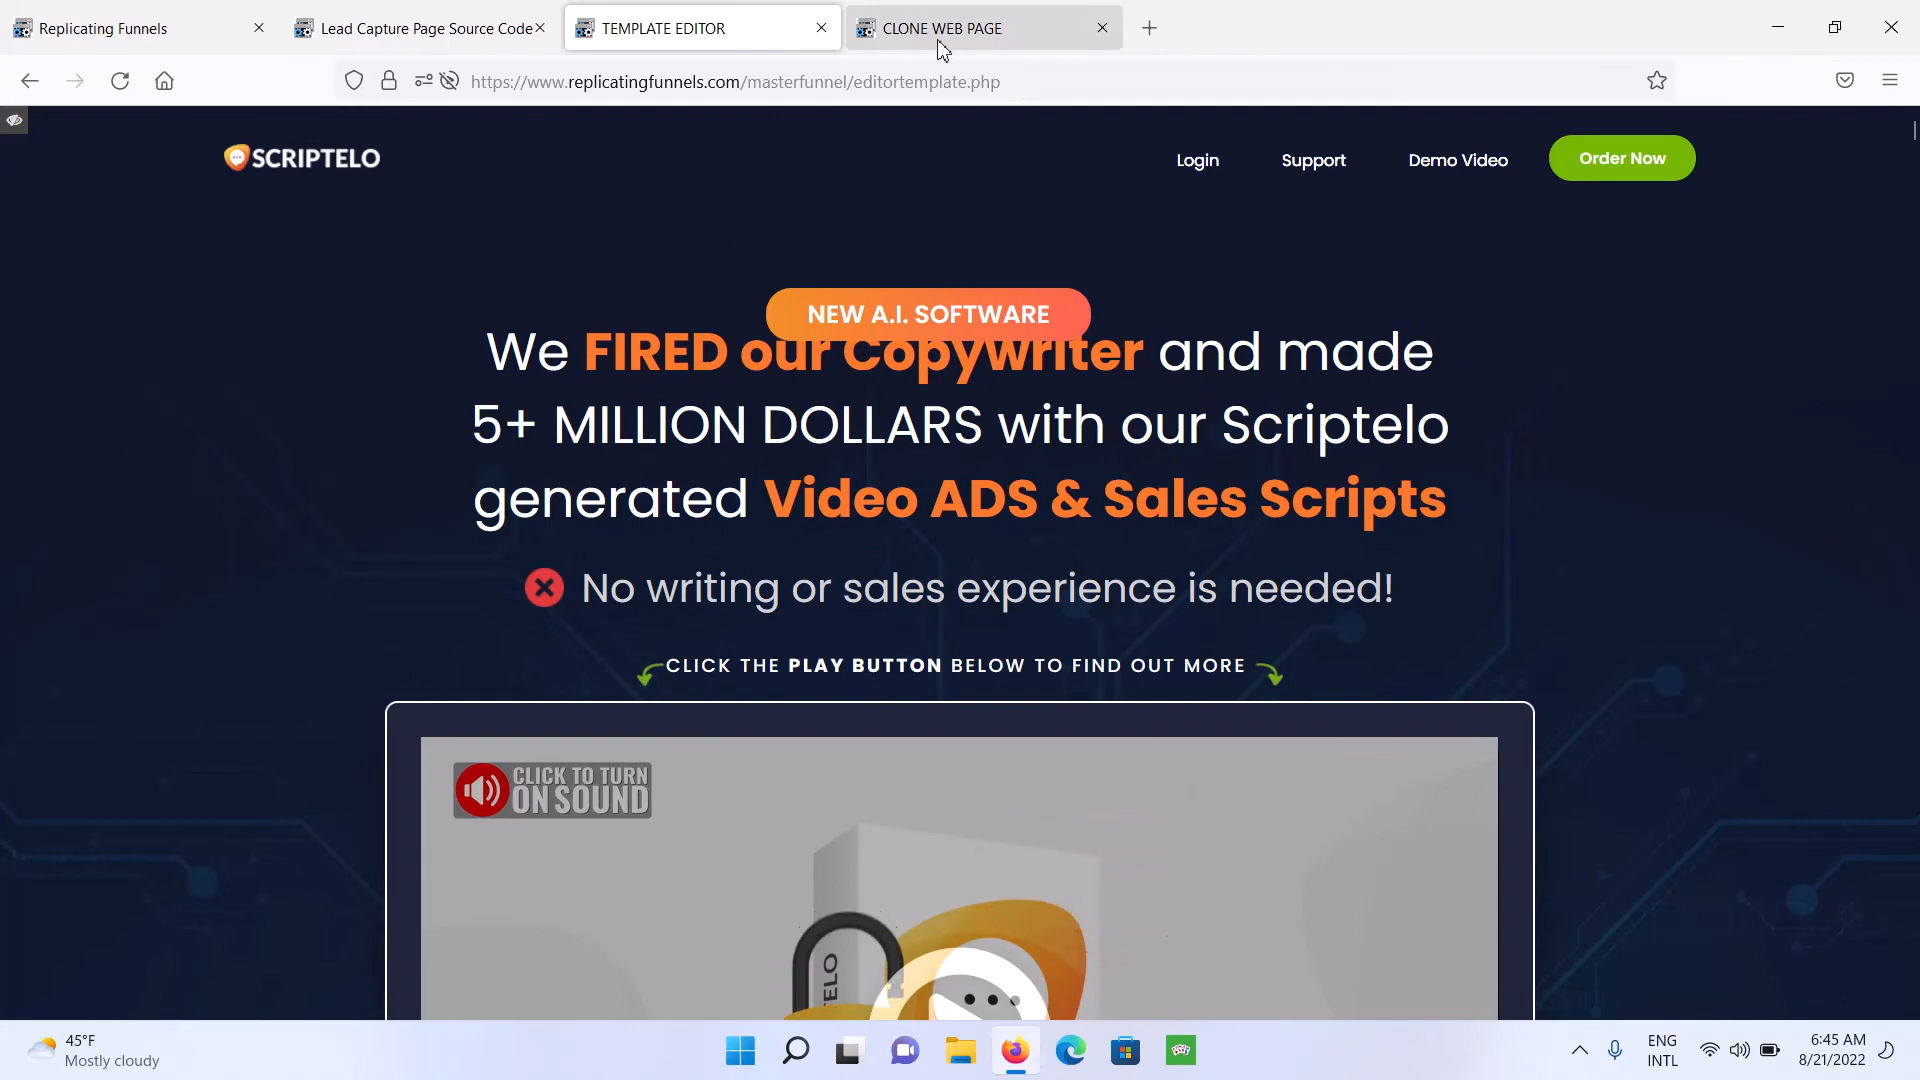 Replicating Funnels
Lead Capture Page Source Code
TEMPLATE EDITOR
CLONE WEB PAGE
https://www.replicatingfunnels.com/masterfunnel/editortemplate.php
SCRIPTELO
Login
Support
Demo Video
Order Now
NEW A.I. SOFTWARE
We FIRED our Copywriter and made
5+ MILLION DOLLARS with our Scriptelo
generated Video ADS & Sales Scripts
No writing or sales experience is needed!
CLICK THE PLAY BUTTON BELOW TO FIND OUT MORE
CLICK TO TURN
ON SOUND
TELO
45°F
Mostly cloudy
ENG
INTL
6:45 AM
8/21/2022